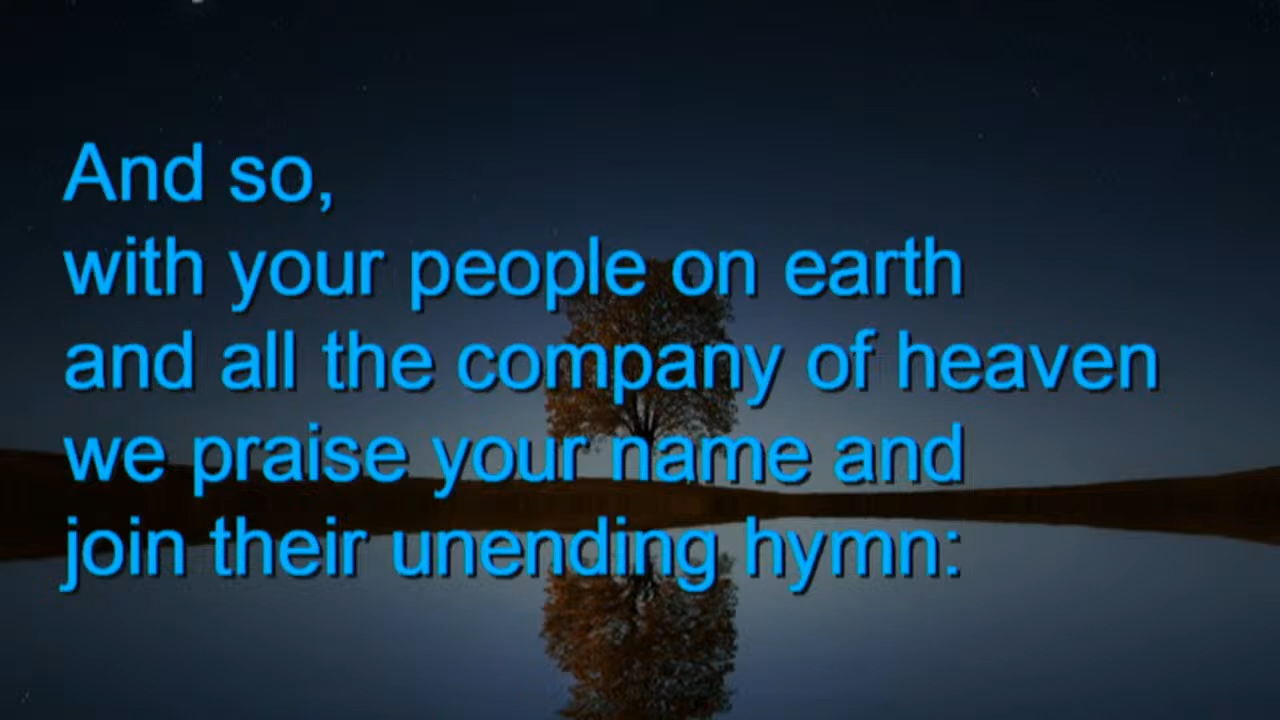 And so,
with your people on earth
and all the company of heaven
we praise your name and
join their unending hymn: